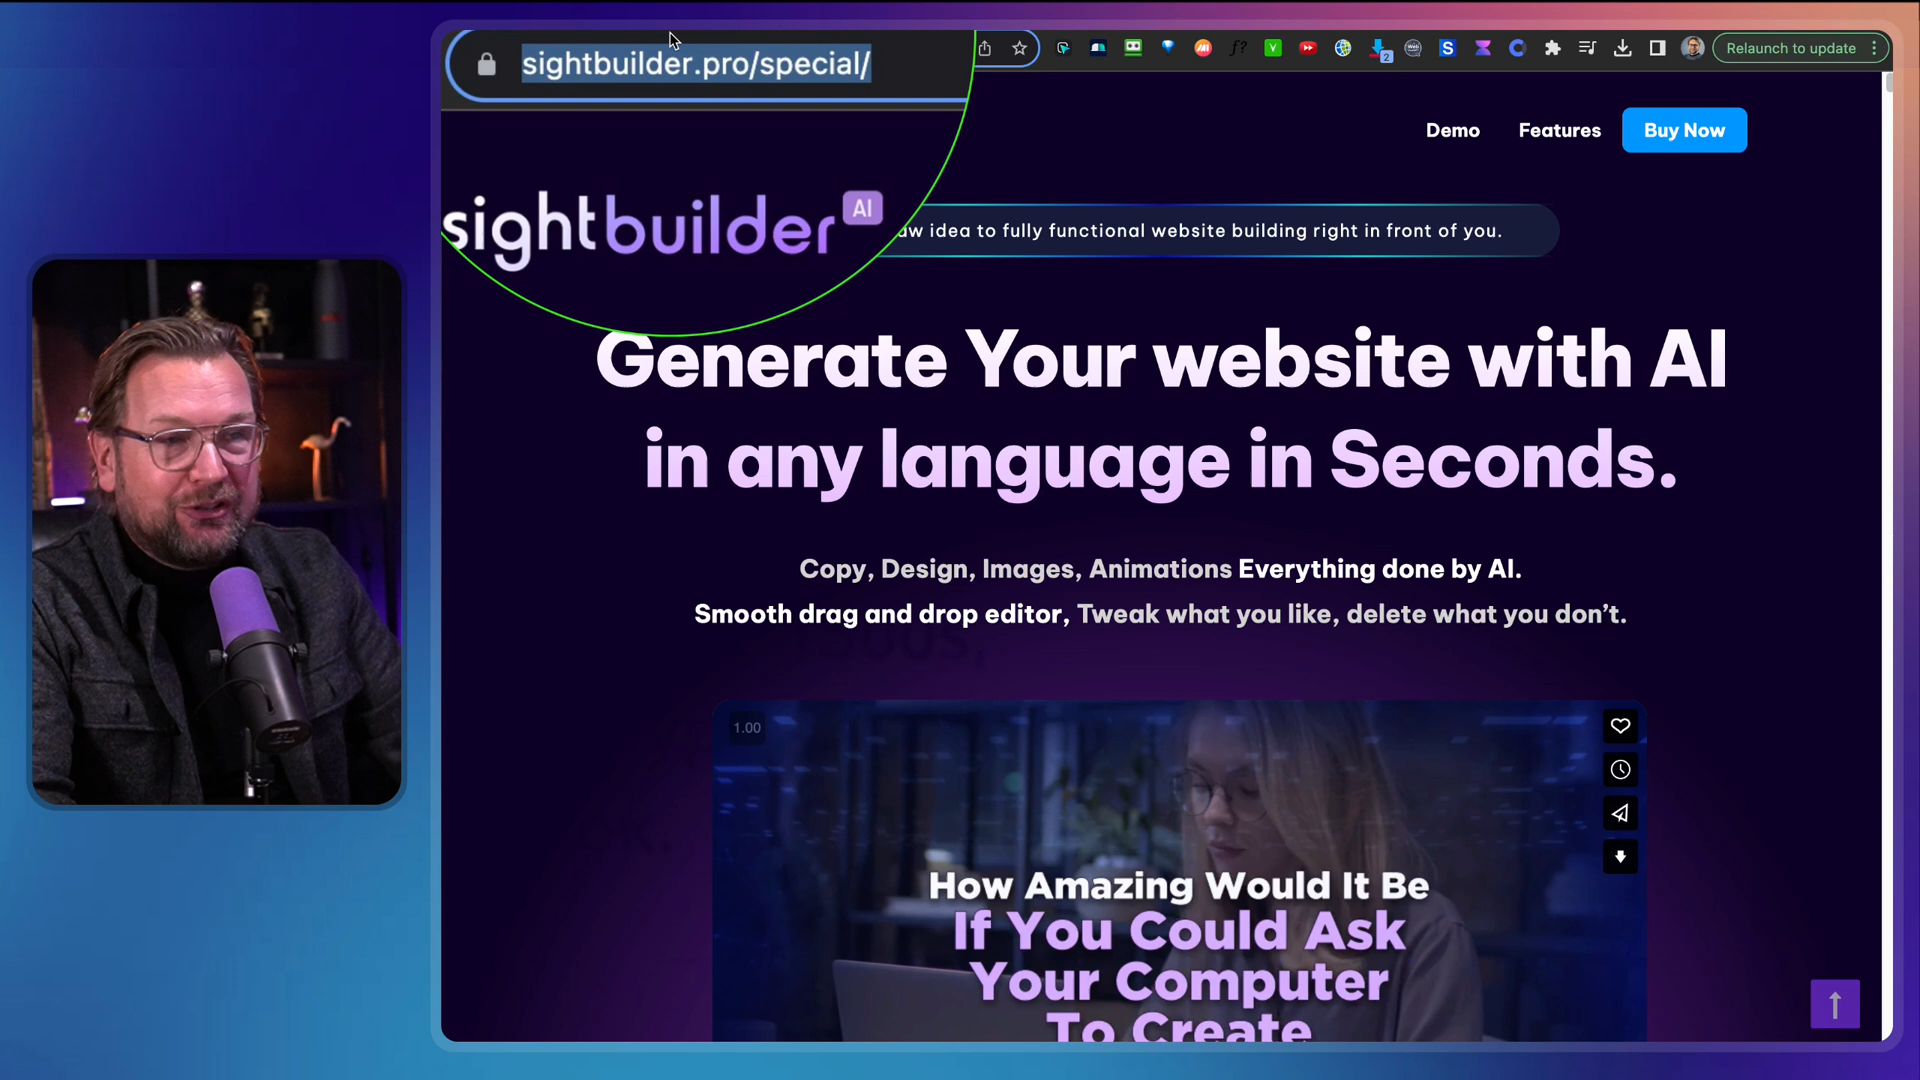 sightbuilder.pro/special/
Relaunch to update
2
sightbuilder AI
Demo
Features
Buy Now
idea to fully functional website building right in front of you.
Generate Your website with AI
in any language in Seconds.
Copy, Design, Images, Animations Everything done by AI.
Smooth drag and drop editor, Tweak what you like, delete what you don’t.
1.00
How Amazing Would It Be
If You Could Ask
Your Computer
To Create